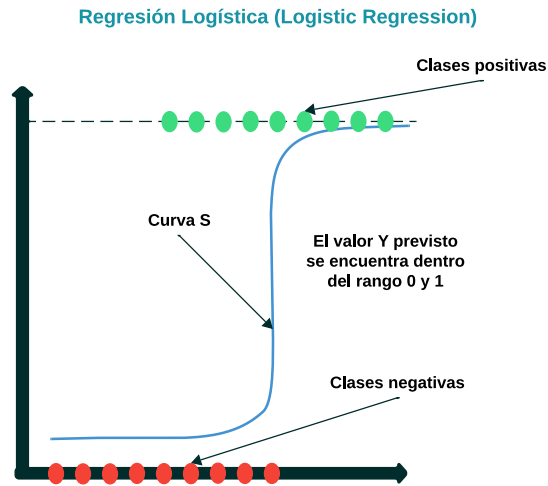 Regresión Logística (Logistic Regression)
Clases positivas
Curva S
El valor Y previsto
se encuentra dentro
del rango 0 y 1
Clases negativas